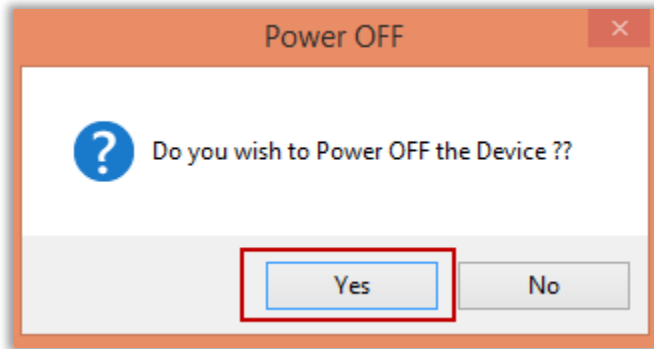 Power OFF
Do you wish to Power OFF the Device ??
Yes No